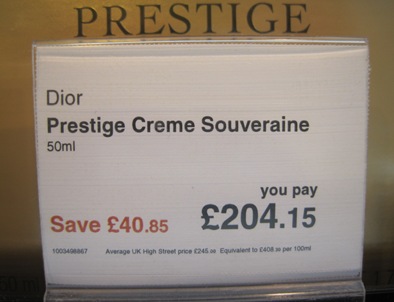 PRESTIGE
Dior
Prestige Creme Souveraine
50ml
you pay
Save £40.85 £204.15
1003498867 Average UK High Street price £245.00 Equivalent to £408.30 per 100ml